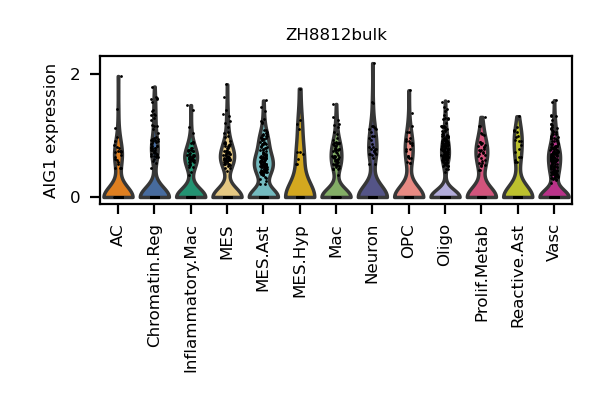 ZH8812bulk
AIG1 expression
2
0
AC
Chromatin.Reg
Inflammatory.Mac
MES
MES.Ast
MES.Hyp
Mac
Neuron
OPC
Oligo
Prolif.Metab
Reactive.Ast
Vasc